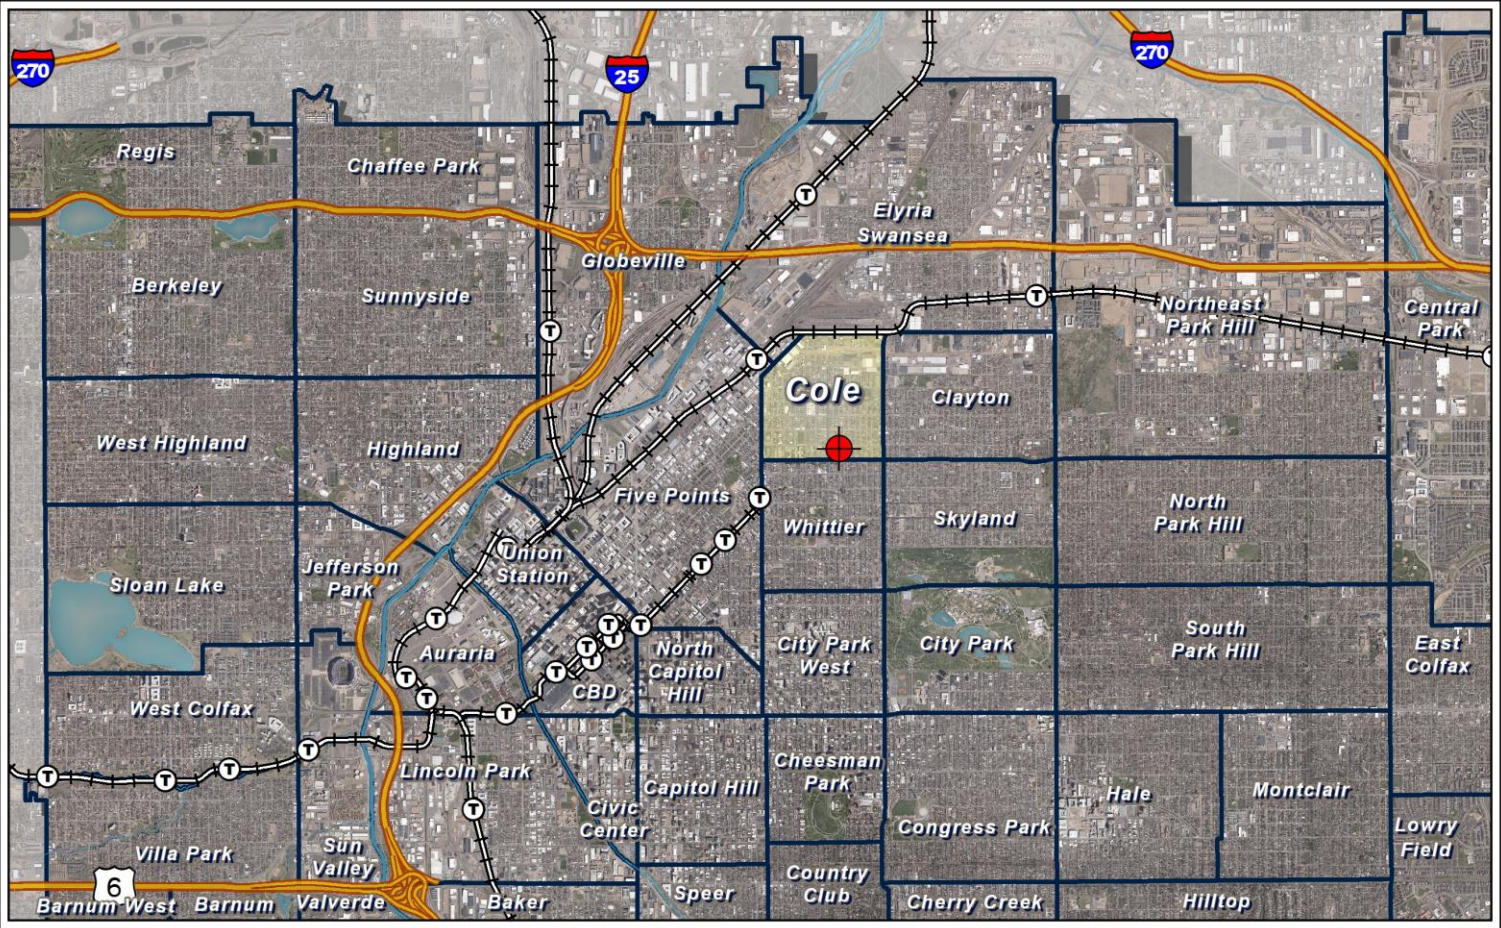 270
25
270
Regis
Chaffee Park
Elyria
Swansea
Globeville
Berkeley
Sunnyside
Northeast
Park Hill
Central
Park
T
T
T
T
T
Cole
Clayton
West Highland
Highland
Five Points
Whittier
Skyland
North
Park Hill
T
T
T
Union
Station
Jefferson
Park
Sloan Lake
T
T
T
T
T
T
T
Auraria
North
Capitol
Hill
City Park
West
City Park
South
Park Hill
East
Colfax
T
T
CBD
T
West Colfax
T
T
T
T
T
Lincoln Park
Capitol Hill
Cheesman
Park
Hale
Montclair
T
Civic
Center
Congress Park
Lowry
Field
Villa Park
Sun
Valley
6
Speer
Country
Club
Barnum West
Barnum
Valverde
Baker
Cherry Creek
Hilltop